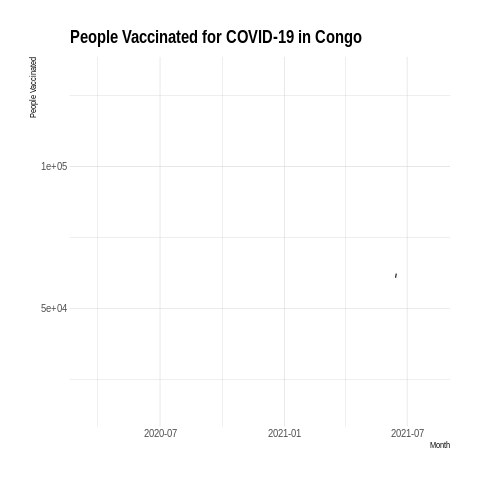 People Vaccinated for COVID-19 in Congo
People Vaccinated
1e+05
5e+04
2020-07 2021-01 2021-07
Month